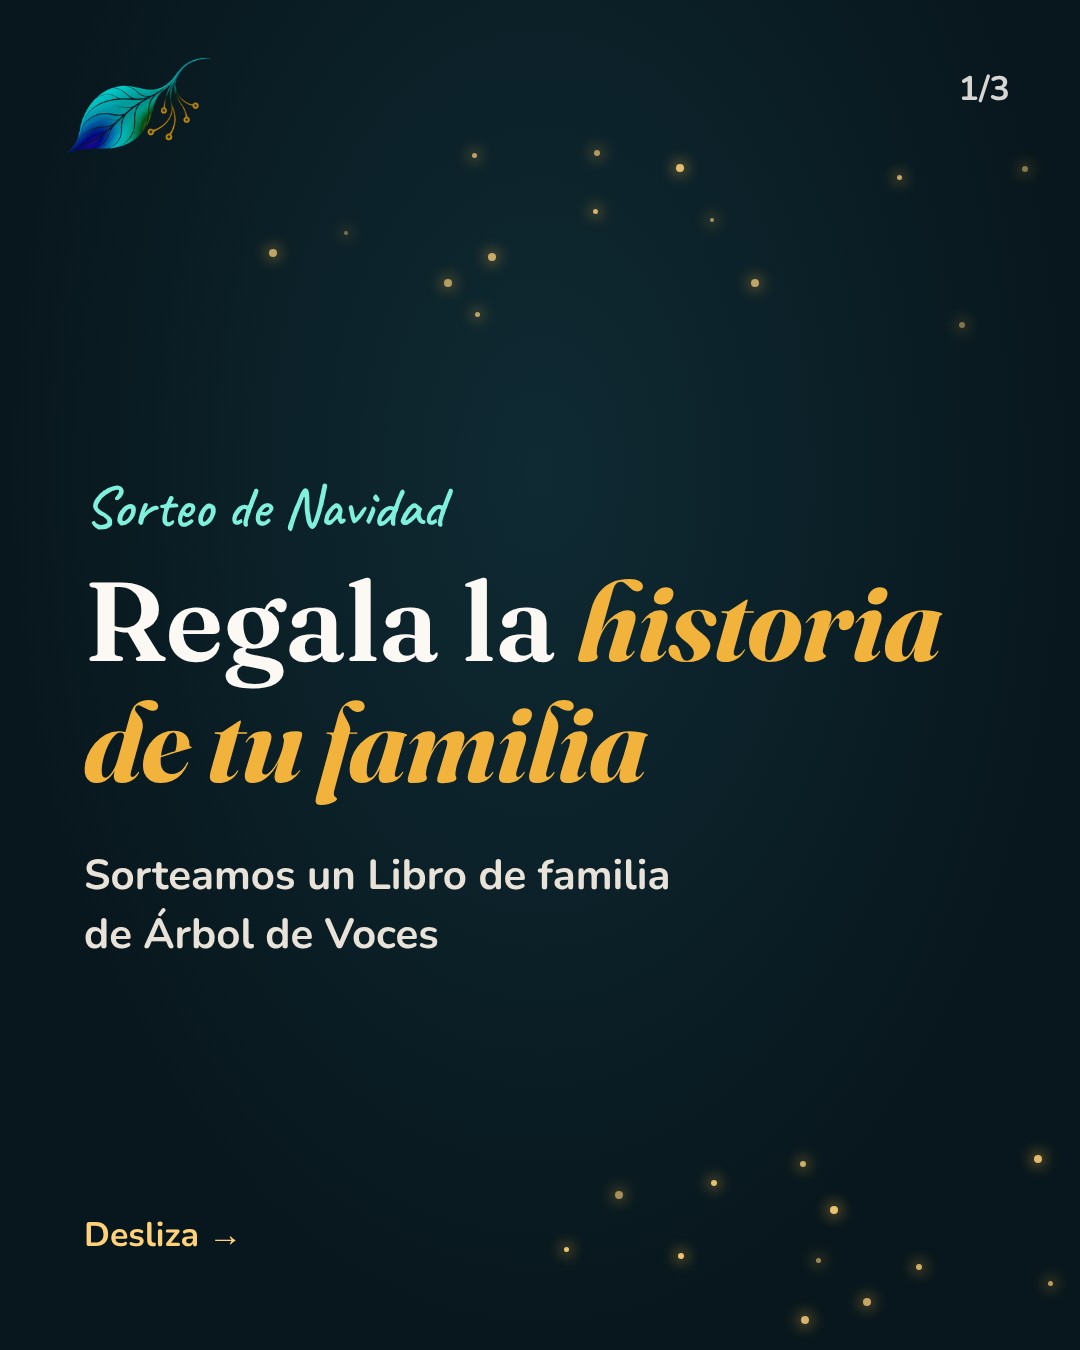 1/3
Sorteo de Navidad
Regala la historia
de tu familia
Sorteamos un Libro de familia
de Árbol de Voces
Desliza →